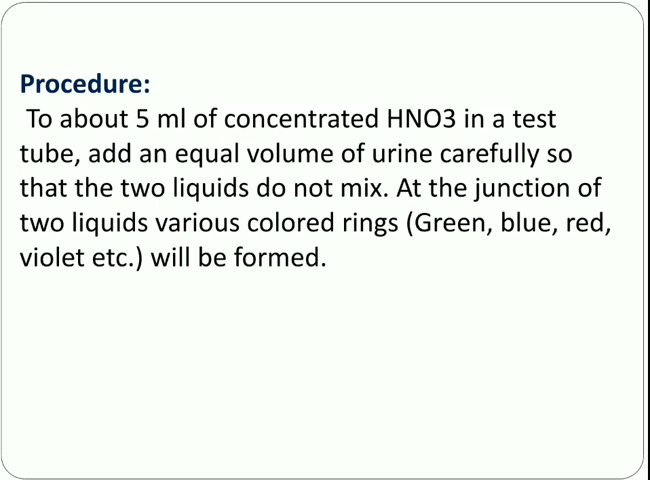 Procedure:
To about 5 ml of concentrated HNO3 in a test
tube, add an equal volume of urine carefully so
that the two liquids do not mix. At the junction of
two liquids various colored rings (Green, blue, red,
violet etc.) will be formed.